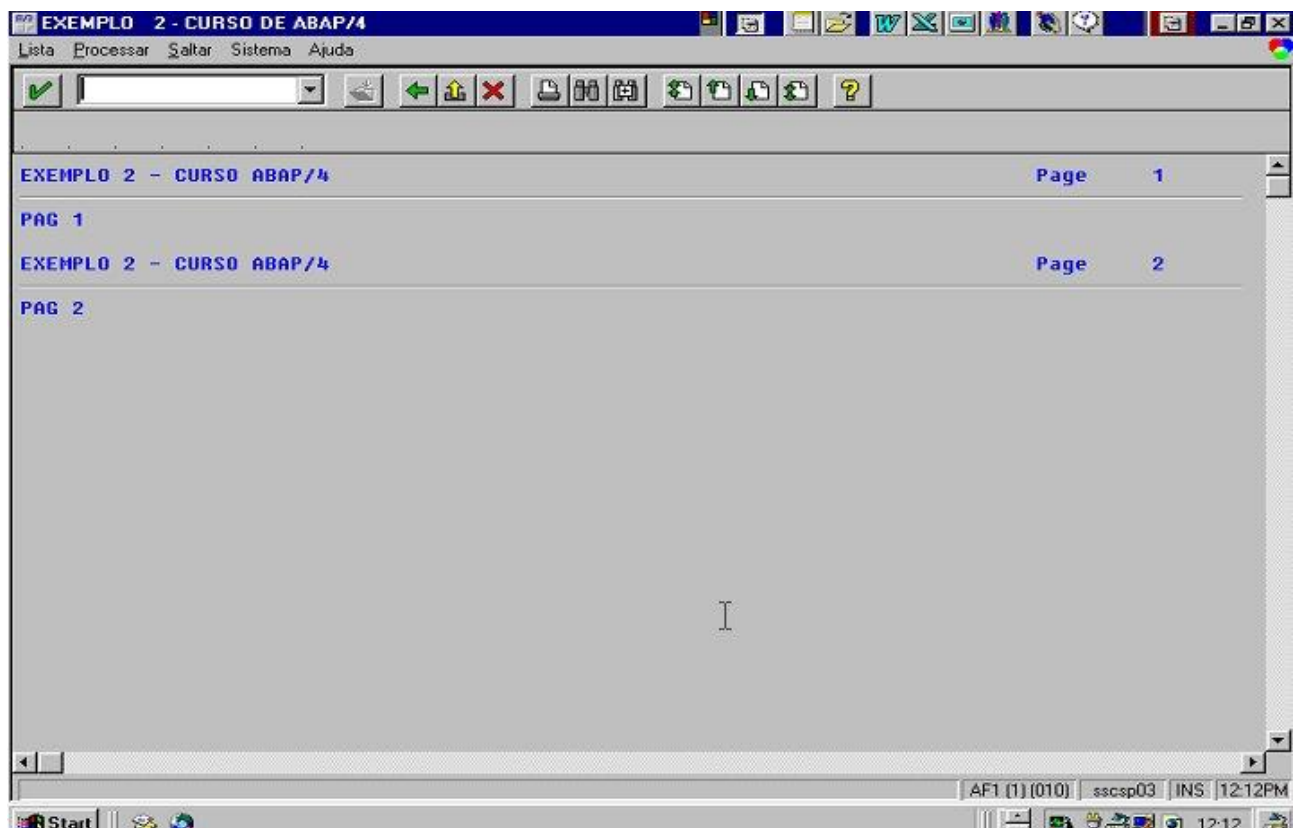 EXEMPLO 2 - CURSO DE ABAP/4
Lista Processar Saltar Sistema Ajuda
EXEMPLO 2 - CURSO ABAP/4 Page 1
PAG 1
EXEMPLO 2 - CURSO ABAP/4 Page 2
PAG 2
AF1 (1) (010) sscsp03 INS 12:12PM
Start 12:12